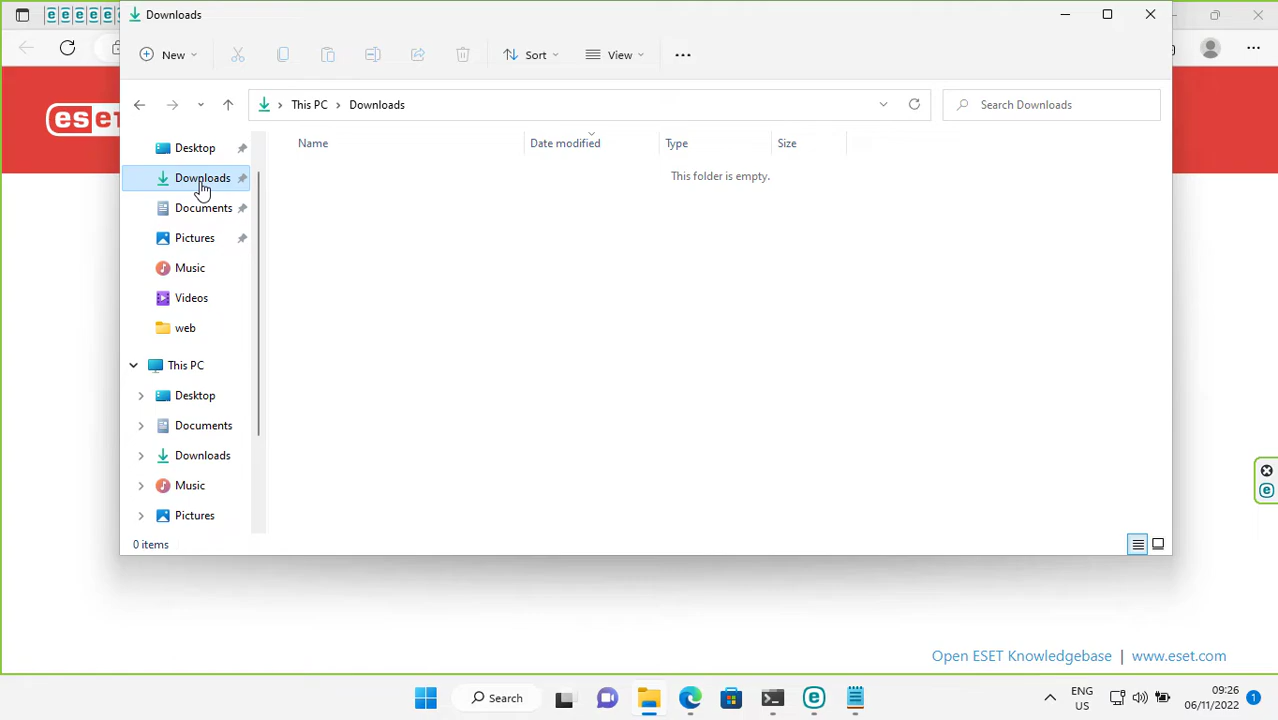 Downloads
New
Sort
View
This PC
Downloads
Search Downloads
es
Name
Date modified
Type
Size
This folder is empty.
Desktop
Downloads
Documents
Pictures
Music
Videos
web
This PC
Desktop
Documents
Downloads
Music
Pictures
0 items
Open ESET Knowledgebase | www.eset.com
Search
ENG
US
09:26
06/11/2022
1